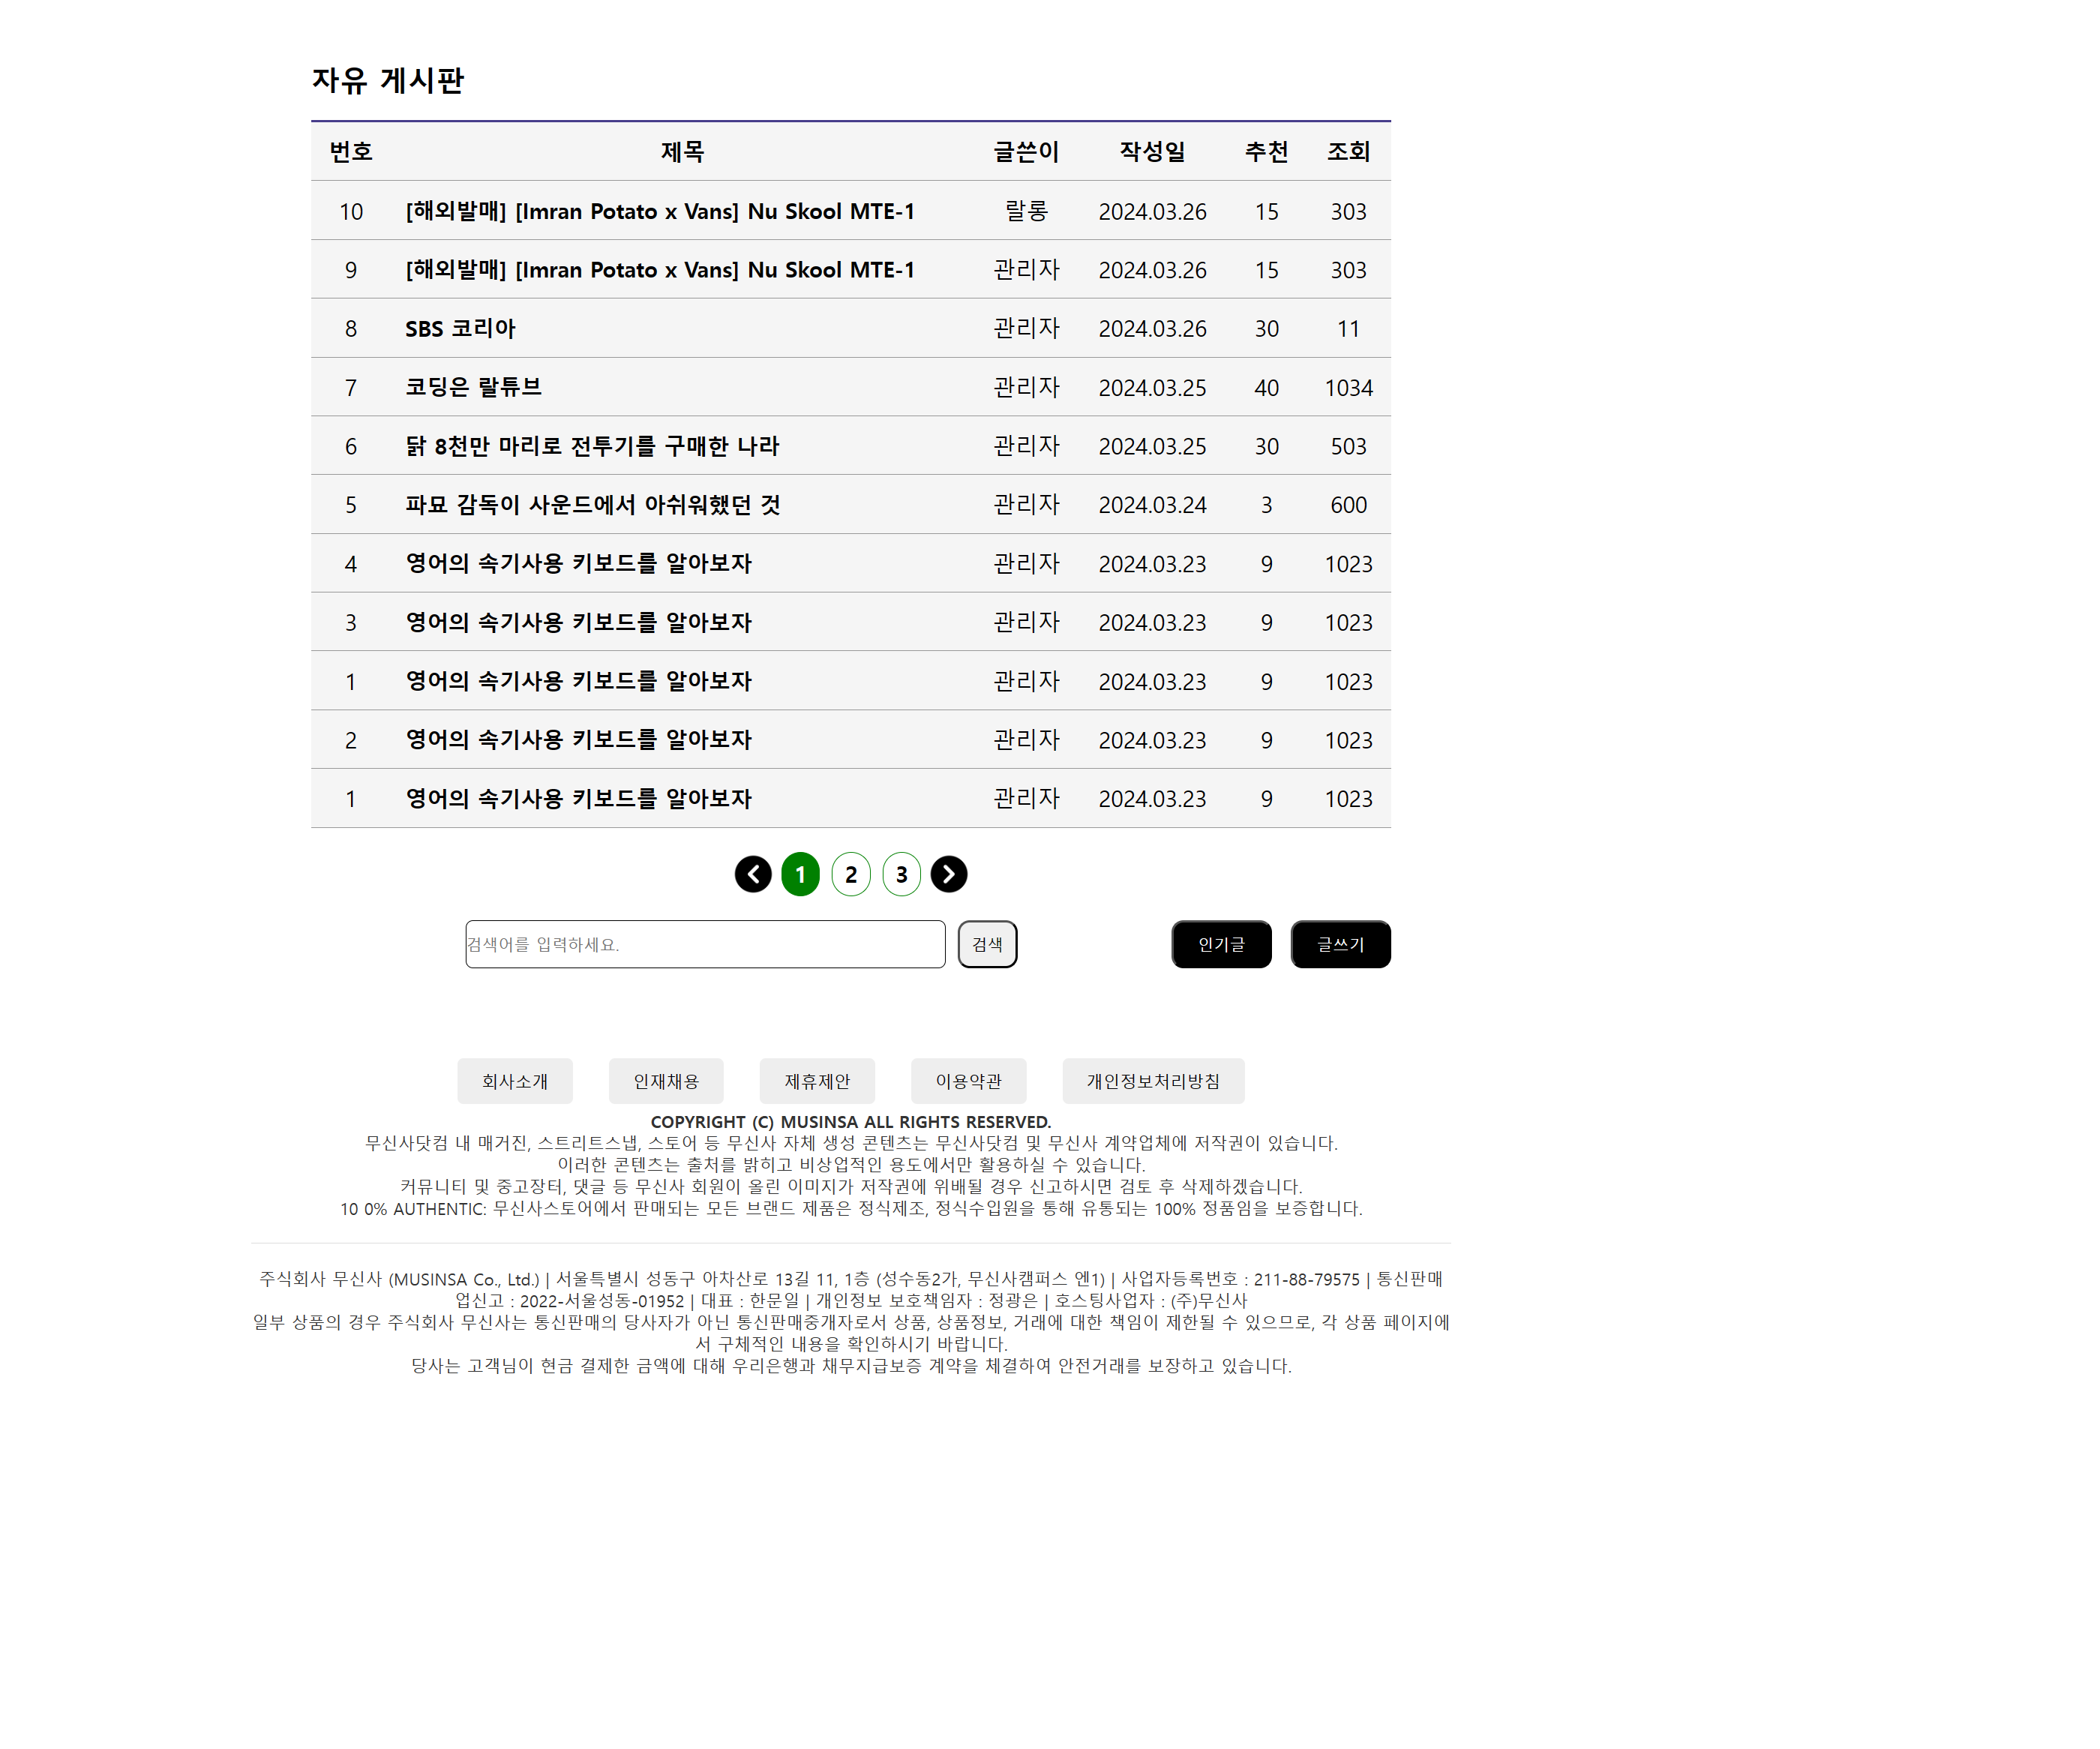 자유 게시판
번호 제목 글쓴이 작성일 추천 조회
10 [해외발매] [Imran Potato x Vans] Nu Skool MTE-1 랄롱 2024.03.26 15 303
9 [해외발매] [Imran Potato x Vans] Nu Skool MTE-1 관리자 2024.03.26 15 303
8 SBS 코리아 관리자 2024.03.26 30 11
7 코딩은 랄튜브 관리자 2024.03.25 40 1034
6 닭 8천만 마리로 전투기를 구매한 나라 관리자 2024.03.25 30 503
5 파묘 감독이 사운드에서 아쉬워했던 것 관리자 2024.03.24 3 600
4 영어의 속기사용 키보드를 알아보자 관리자 2024.03.23 9 1023
3 영어의 속기사용 키보드를 알아보자 관리자 2024.03.23 9 1023
1 영어의 속기사용 키보드를 알아보자 관리자 2024.03.23 9 1023
2 영어의 속기사용 키보드를 알아보자 관리자 2024.03.23 9 1023
1 영어의 속기사용 키보드를 알아보자 관리자 2024.03.23 9 1023
1 2 3
검색어를 입력하세요. 검색 인기글 글쓰기
회사소개 인재채용 제휴제안 이용약관 개인정보처리방침
COPYRIGHT (C) MUSINSA ALL RIGHTS RESERVED.
무신사닷컴 내 매거진, 스트리트스냅, 스토어 등 무신사 자체 생성 콘텐츠는 무신사닷컴 및 무신사 계약업체에 저작권이 있습니다.
이러한 콘텐츠는 출처를 밝히고 비상업적인 용도에서만 활용하실 수 있습니다.
커뮤니티 및 중고장터, 댓글 등 무신사 회원이 올린 이미지가 저작권에 위배될 경우 신고하시면 검토 후 삭제하겠습니다.
10 0% AUTHENTIC: 무신사스토어에서 판매되는 모든 브랜드 제품은 정식제조, 정식수입원을 통해 유통되는 100% 정품임을 보증합니다.
주식회사 무신사 (MUSINSA Co., Ltd.) | 서울특별시 성동구 아차산로 13길 11, 1층 (성수동2가, 무신사캠퍼스 엔1) | 사업자등록번호 : 211-88-79575 | 통신판매
업신고 : 2022-서울성동-01952 | 대표 : 한문일 | 개인정보 보호책임자 : 정광은 | 호스팅사업자 : (주)무신사
일부 상품의 경우 주식회사 무신사는 통신판매의 당사자가 아닌 통신판매중개자로서 상품, 상품정보, 거래에 대한 책임이 제한될 수 있으므로, 각 상품 페이지에
서 구체적인 내용을 확인하시기 바랍니다.
당사는 고객님이 현금 결제한 금액에 대해 우리은행과 채무지급보증 계약을 체결하여 안전거래를 보장하고 있습니다.